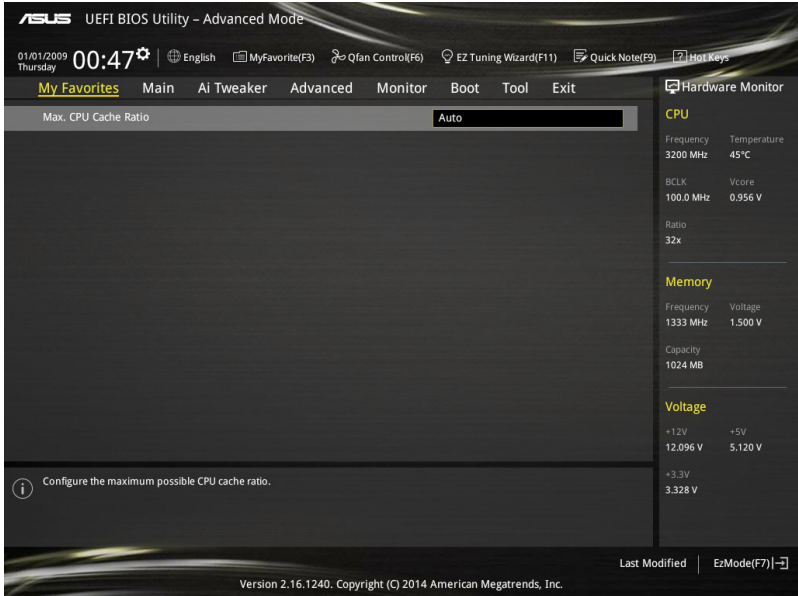 ASUS UEFI BIOS Utility – Advanced Mode
01/01/2009
Thursday
00:47
English
MyFavorite(F3)
Qfan Control(F6)
EZ Tuning Wizard(F11)
Quick Note(F9)
? Hot Keys
My Favorites Main Ai Tweaker Advanced Monitor Boot Tool Exit
Max. CPU Cache Ratio Auto
Hardware Monitor
CPU
Frequency Temperature
3200 MHz 45°C
BCLK Vcore
100.0 MHz 0.956 V
Ratio
32x
Memory
Frequency Voltage
1333 MHz 1.500 V
Capacity
1024 MB
Voltage
+12V +5V
12.096 V 5.120 V
+3.3V
3.328 V
i Configure the maximum possible CPU cache ratio.
Last Modified
EzMode(F7)
Version 2.16.1240. Copyright (C) 2014 American Megatrends, Inc.